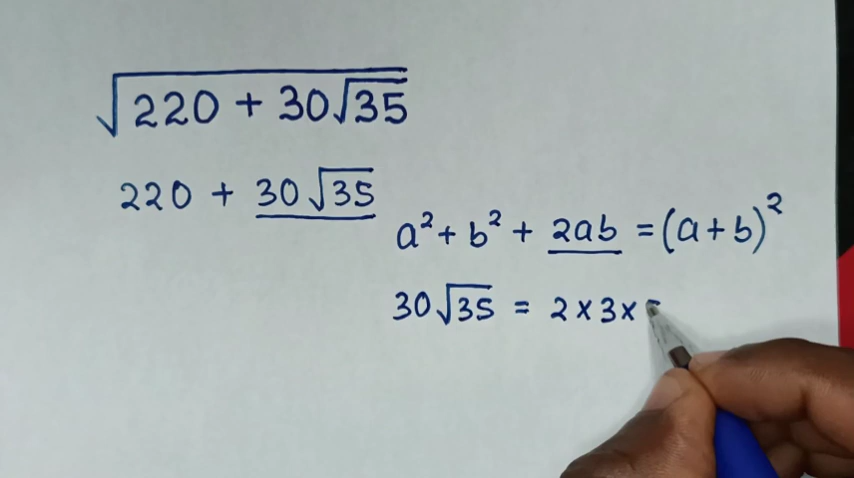 √(220 + 30√35)
220 + 30√35
a² + b² + 2ab = (a + b)²
30√35 = 2 × 3 ×